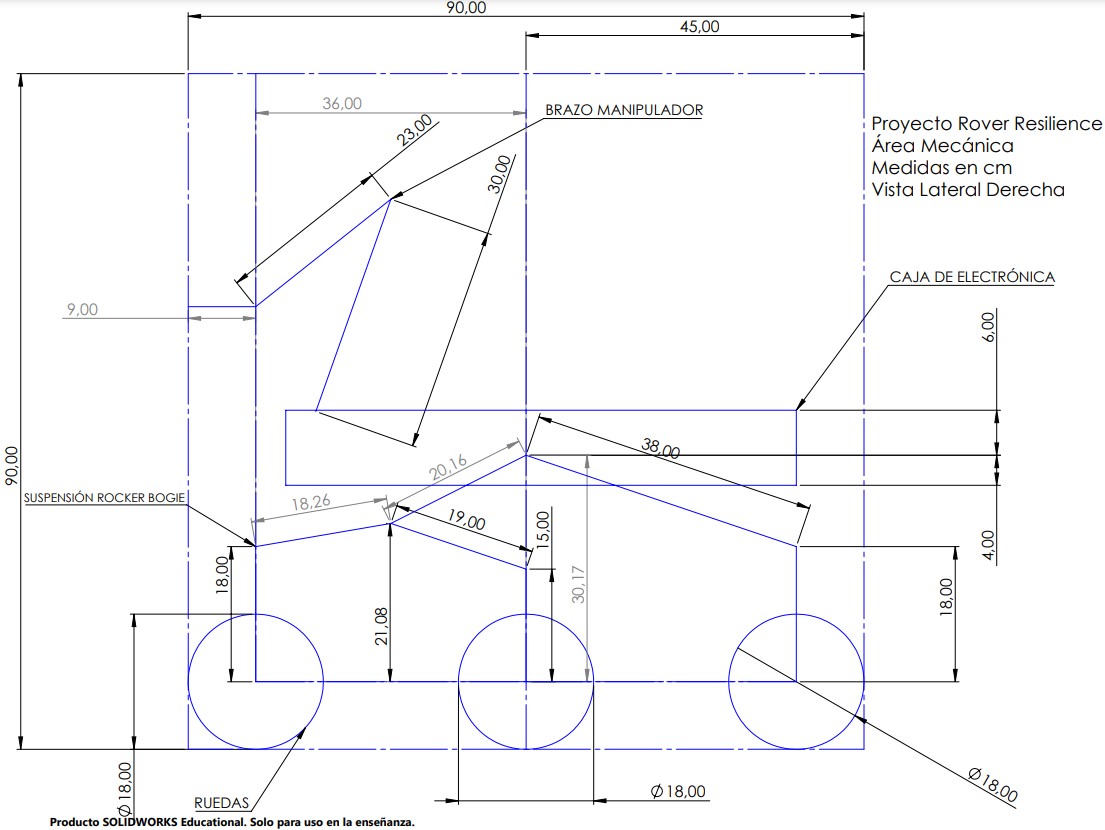 90,00
45,00
36,00
BRAZO MANIPULADOR
23,00
30,00
Proyecto Rover Resilience
Área Mecánica
Medidas en cm
Vista Lateral Derecha
CAJA DE ELECTRÓNICA
9,00
6,00
90,00
38,00
20,16
SUSPENSIÓN ROCKER BOGIE
18,26
19,00
15,00
4,00
18,00
30,17
18,00
21,08
Ø18,00
Ø18,00
Ø18,00
RUEDAS
Producto SOLIDWORKS Educational. Solo para uso en la enseñanza.